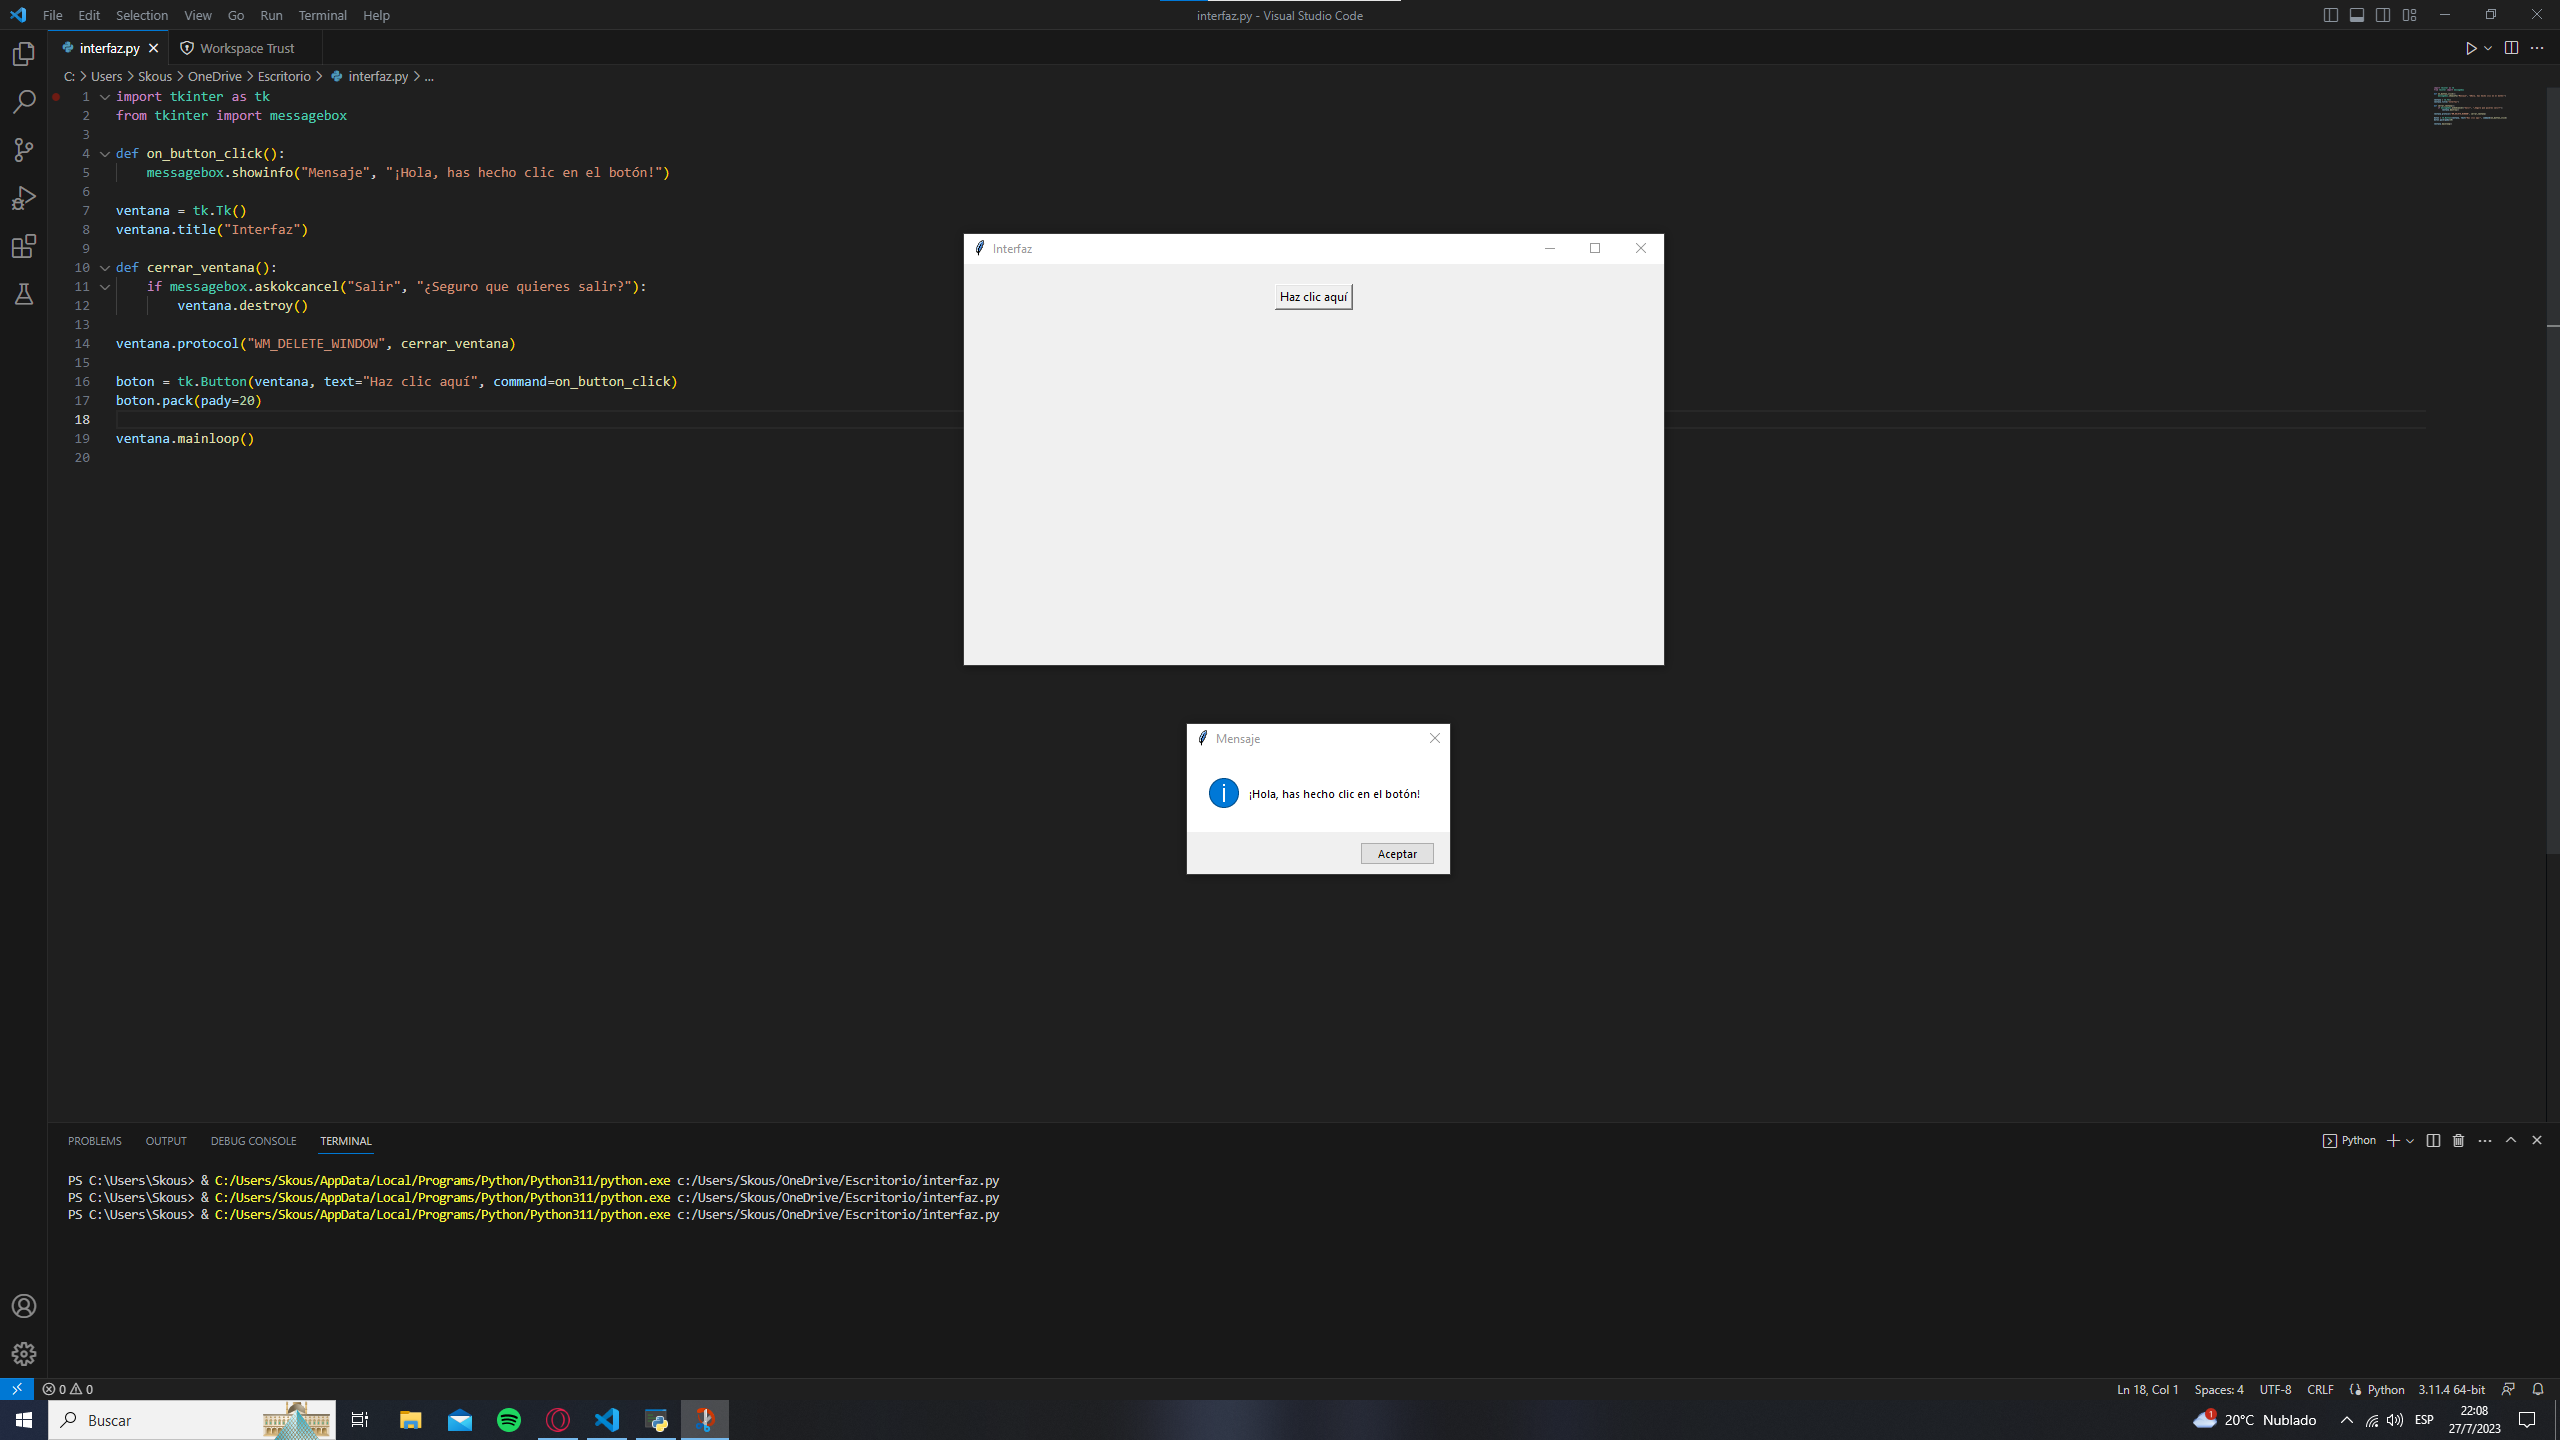 File Edit Selection View Go Run Terminal Help
interfaz.py - Visual Studio Code
interfaz.py
Workspace Trust
C: > Users > Skous > OneDrive > Escritorio > interfaz.py > ...
1 import tkinter as tk
2 from tkinter import messagebox
3
4 def on_button_click():
5     messagebox.showinfo("Mensaje", "¡Hola, has hecho clic en el botón!")
6
7 ventana = tk.Tk()
8 ventana.title("Interfaz")
9
10 def cerrar_ventana():
11     if messagebox.askokcancel("Salir", "¿Seguro que quieres salir?"):
12         ventana.destroy()
13
14 ventana.protocol("WM_DELETE_WINDOW", cerrar_ventana)
15
16 boton = tk.Button(ventana, text="Haz clic aquí", command=on_button_click)
17 boton.pack(pady=20)
18
19 ventana.mainloop()
20
Interfaz
Haz clic aquí
Mensaje
¡Hola, has hecho clic en el botón!
Aceptar
PROBLEMS OUTPUT DEBUG CONSOLE TERMINAL
Python
PS C:\Users\Skous> & C:/Users/Skous/AppData/Local/Programs/Python/Python311/python.exe c:/Users/Skous/OneDrive/Escritorio/interfaz.py
PS C:\Users\Skous> & C:/Users/Skous/AppData/Local/Programs/Python/Python311/python.exe c:/Users/Skous/OneDrive/Escritorio/interfaz.py
PS C:\Users\Skous> & C:/Users/Skous/AppData/Local/Programs/Python/Python311/python.exe c:/Users/Skous/OneDrive/Escritorio/interfaz.py
0 0
Ln 18, Col 1 Spaces: 4 UTF-8 CRLF Python 3.11.4 64-bit
Buscar
1
20°C Nublado
ESP
22:08
27/7/2023